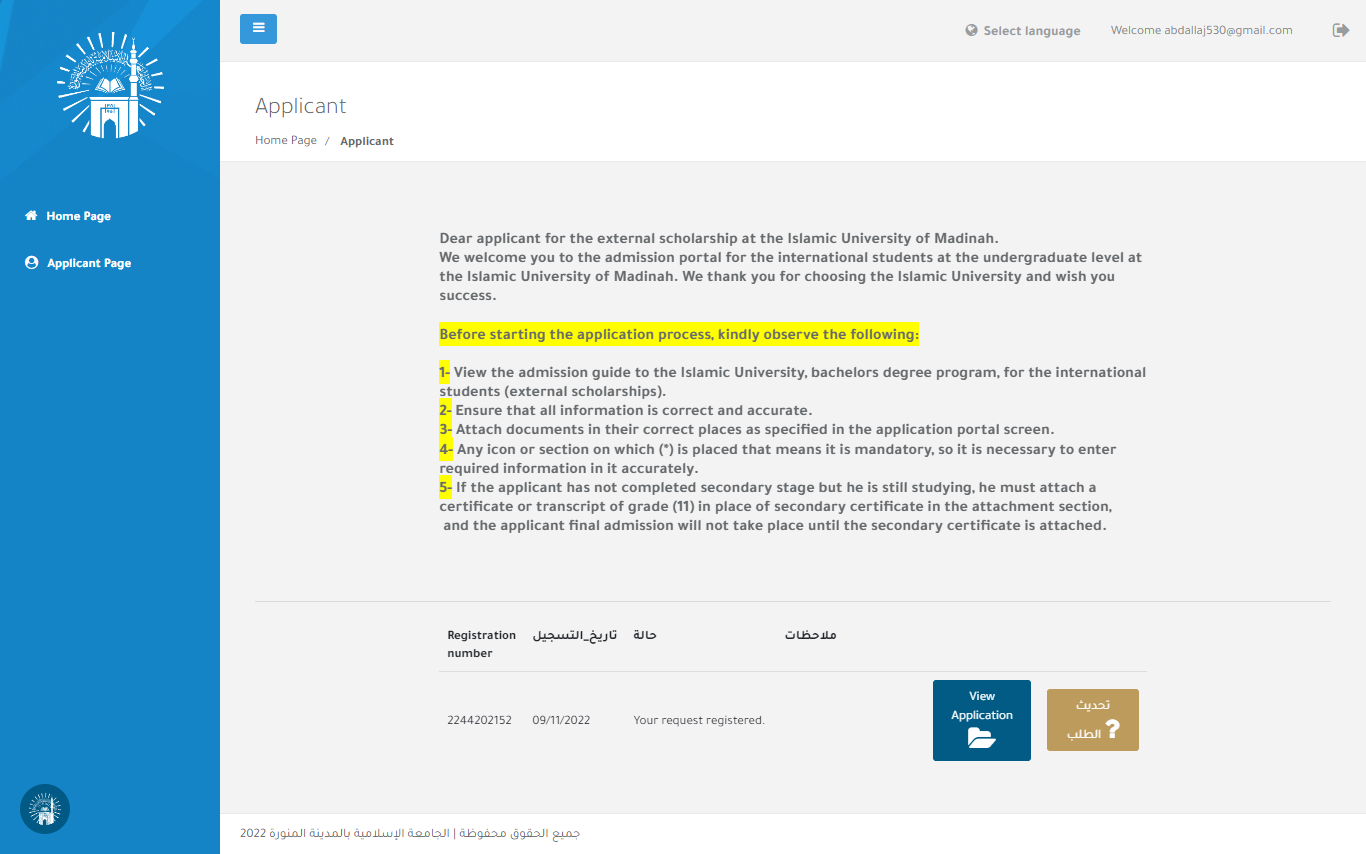 Select language
Welcome abdallaj530@gmail.com
Applicant
Home Page / Applicant
Home Page
Applicant Page
Dear applicant for the external scholarship at the Islamic University of Madinah.
We welcome you to the admission portal for the international students at the undergraduate level at
the Islamic University of Madinah. We thank you for choosing the Islamic University and wish you
success.
Before starting the application process, kindly observe the following:
1- View the admission guide to the Islamic University, bachelors degree program, for the international
students (external scholarships).
2- Ensure that all information is correct and accurate.
3- Attach documents in their correct places as specified in the application portal screen.
4- Any icon or section on which (*) is placed that means it is mandatory, so it is necessary to enter
required information in it accurately.
5- If the applicant has not completed secondary stage but he is still studying, he must attach a
certificate or transcript of grade (11) in place of secondary certificate in the attachment section,
and the applicant final admission will not take place until the secondary certificate is attached.
Registration
number
تاريخ_التسجيل
حالة
ملاحظات
2244202152
09/11/2022
Your request registered.
View
Application
تحديث
الطلب ?
جميع الحقوق محفوظة | الجامعة الإسلامية بالمدينة المنورة 2022